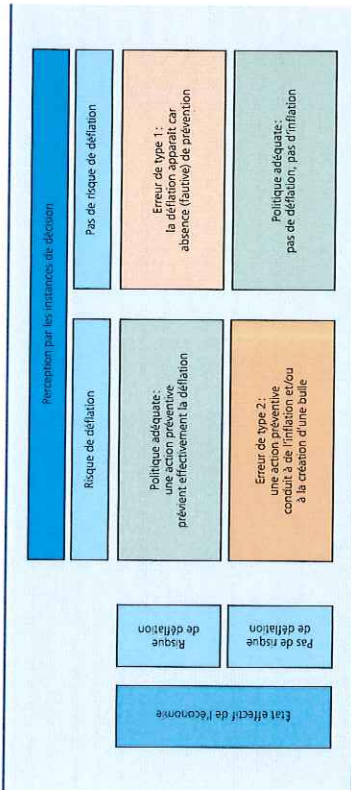 Perception par les instances de décision
Risque de déflation
Pas de risque de déflation
État effectif de l'économie
Risque
de déflation
Politique adéquate:
une action préventive
prévient effectivement la déflation
Erreur de type 1:
la déflation apparaît car
absence (fautive) de prévention
Pas de risque
de déflation
Erreur de type 2:
une action préventive
conduit à de l'inflation et/ou
à la création d'une bulle
Politique adéquate:
pas de déflation, pas d'inflation